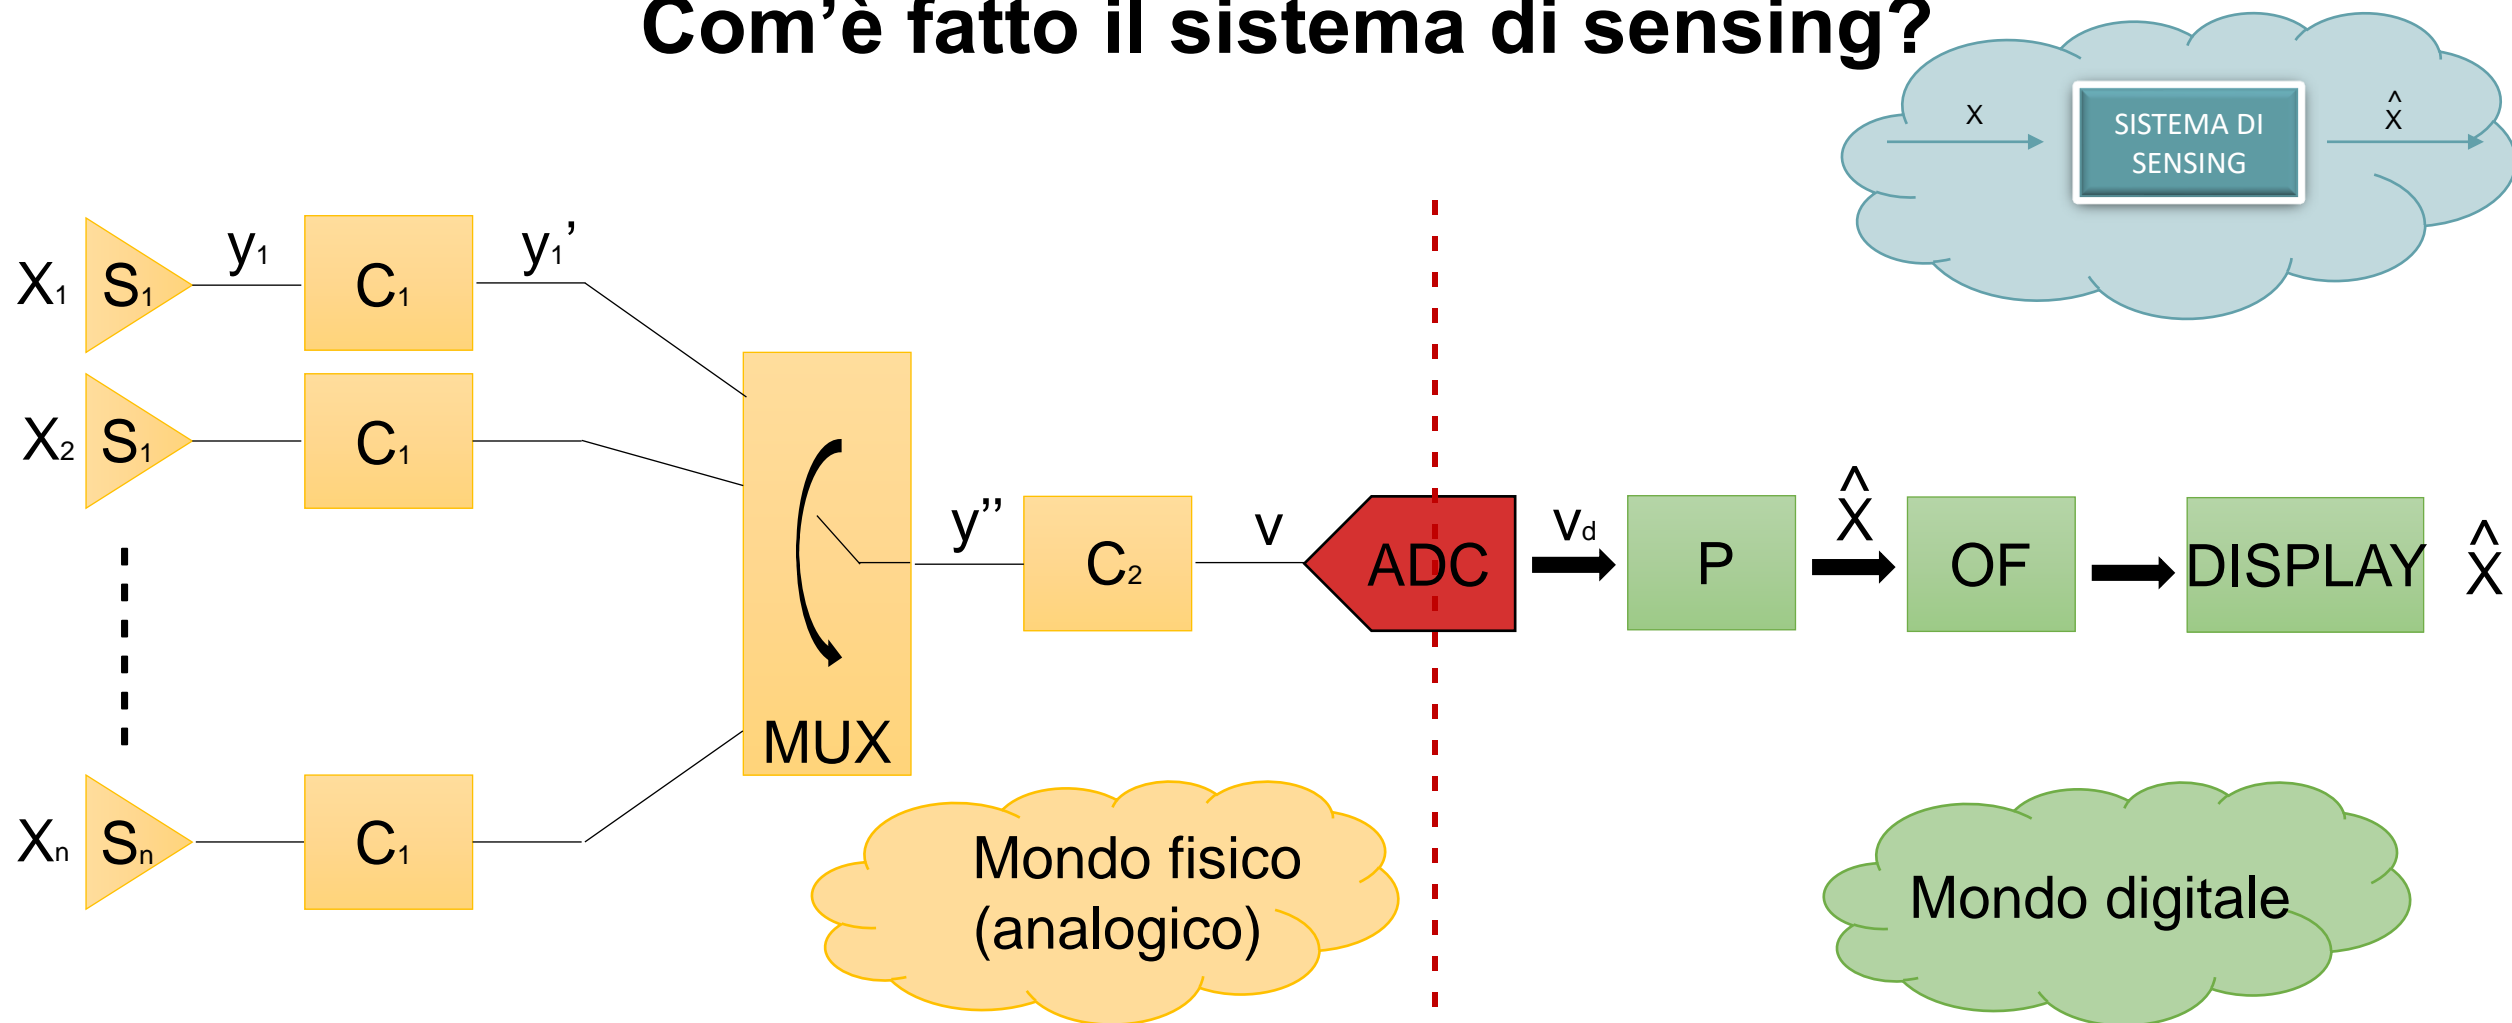 Com’è fatto il sistema di sensing?
x
SISTEMA DI
SENSING
x̂
X1
S1
y1
C1
y1’
X2
S1
C1
Xn
Sn
C1
MUX
y’’
C2
v
ADC
vd
P
X̂
OF
DISPLAY
X̂
Mondo fisico
(analogico)
Mondo digitale